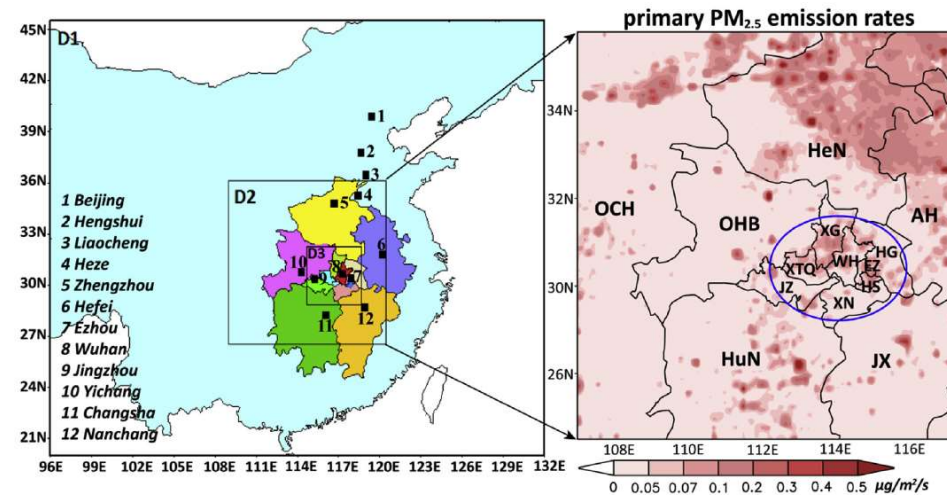 primary PM2.5 emission rates
D1
45N
42N
39N
36N
33N
30N
27N
24N
21N
96E 99E 102E 105E 108E 111E 114E 117E 120E 123E 126E 129E 132E
1 Beijing
2 Hengshui
3 Liaocheng
4 Heze
5 Zhengzhou
6 Hefei
7 Ezhou
8 Wuhan
9 Jingzhou
10 Yichang
11 Changsha
12 Nanchang
D2
D3
1
2
3
4
5
6
7
8
9
10
11
12
34N
32N
30N
28N
26N
108E 110E 112E 114E 116E
HeN
OCH
OHB
AH
XG
HG
WH
EZ
XTQ
JZ
HS
XN
HuN
JX
0 0.05 0.07 0.1 0.2 0.3 0.4 0.5 μg/m²/s